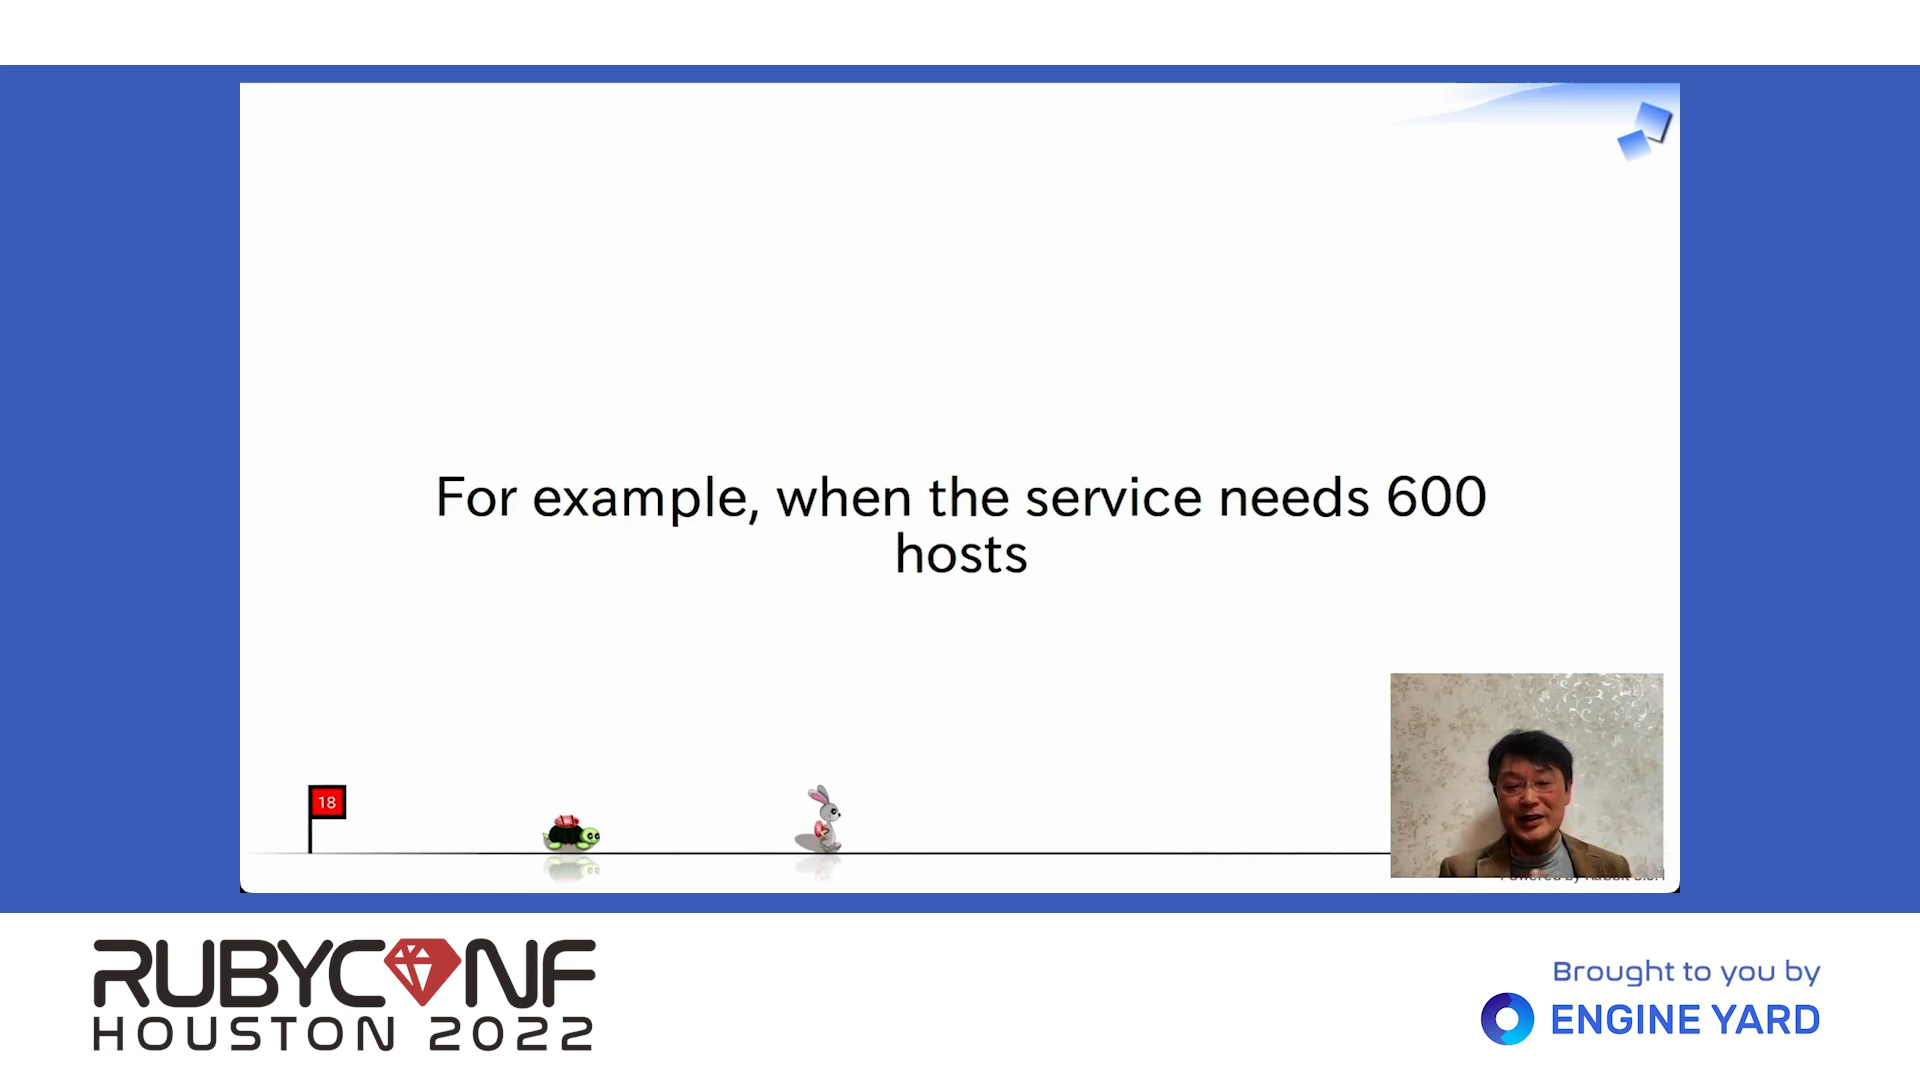 For example, when the service needs 600
hosts
18
RUBYCONF
HOUSTON 2022
Brought to you by
ENGINE YARD